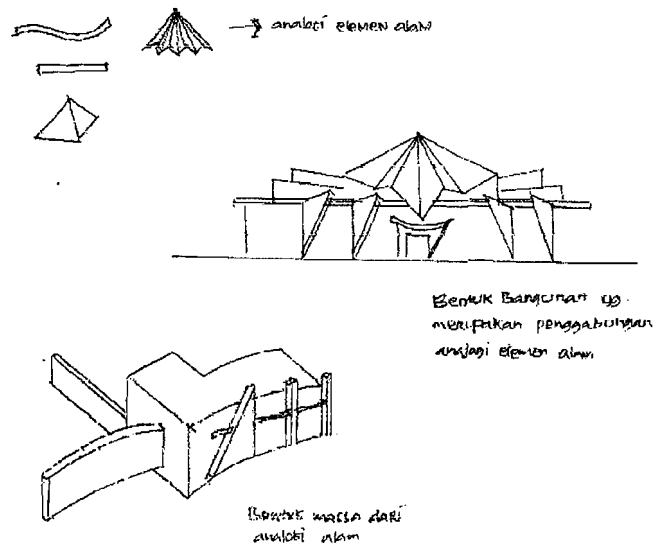 analogi elemen alam
Bentuk Bangunan yg.
merupakan penggabungan
analogi elemen alam
Bentuk massa dari
analogi alam